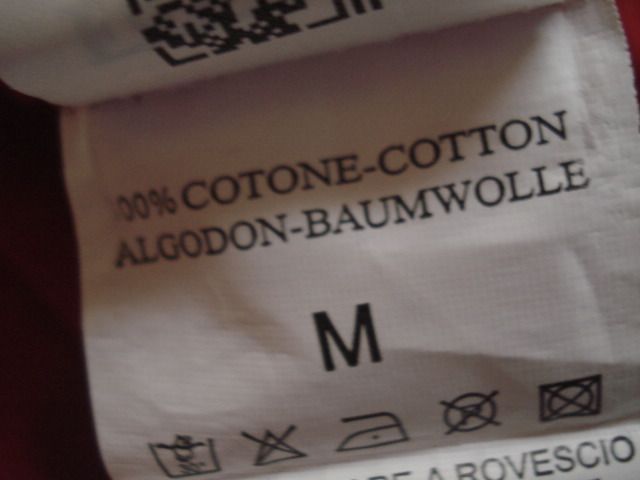 100% COTONE-COTTON
ALGODON-BAUMWOLLE
M
A ROVESCIO